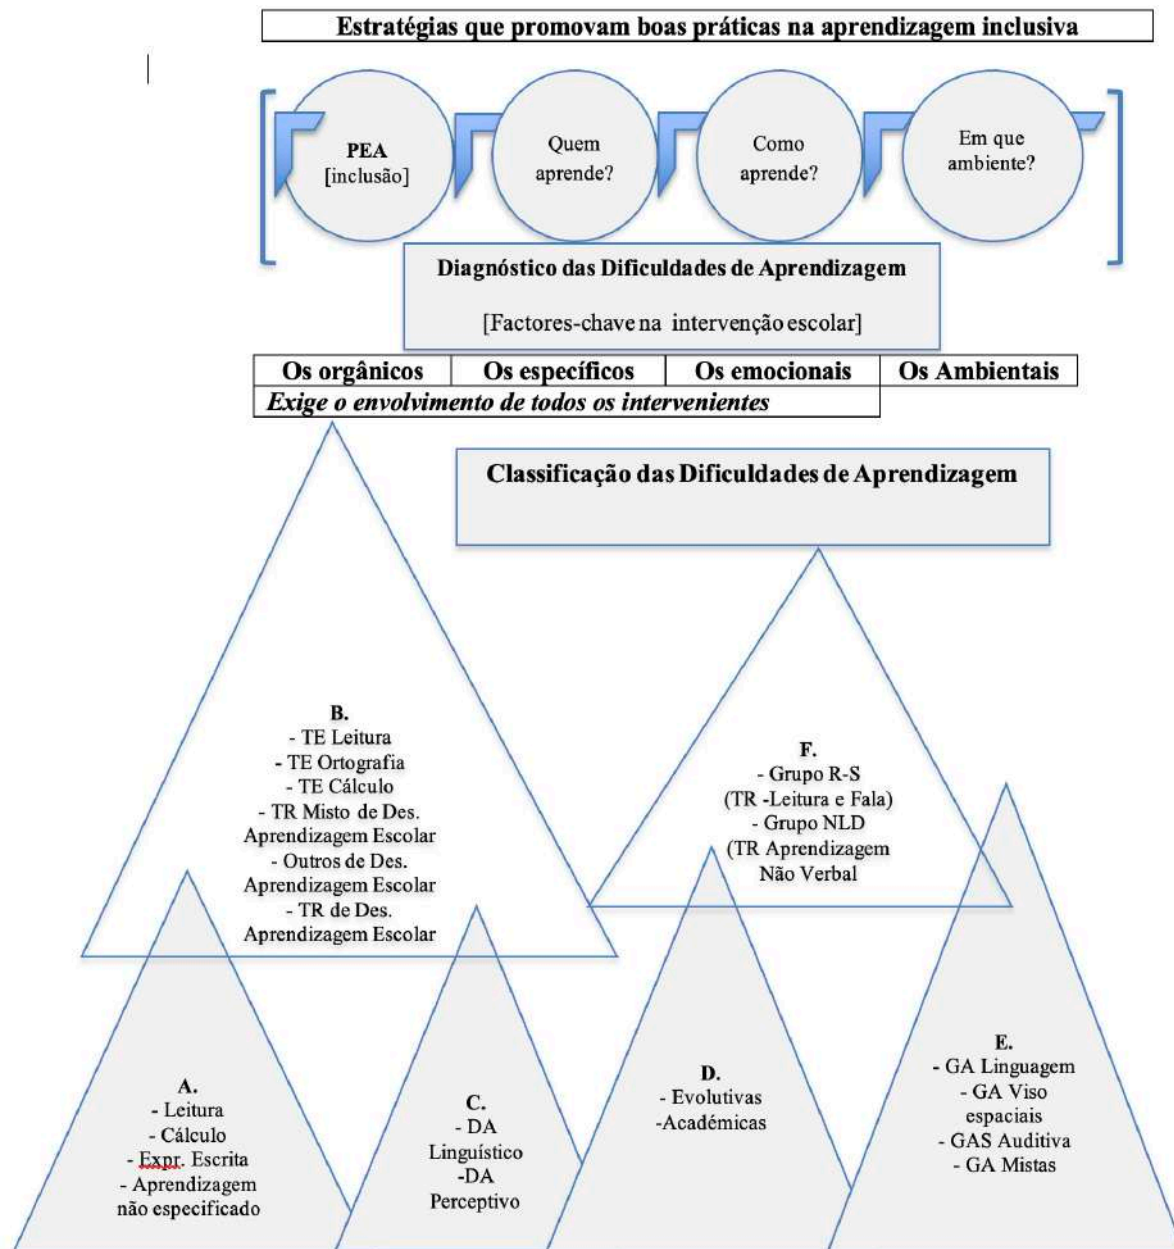 Estratégias que promovam boas práticas na aprendizagem inclusiva
PEA
[inclusão]
Quem
aprende?
Como
aprende?
Em que
ambiente?
Diagnóstico das Dificuldades de Aprendizagem
[Factores-chave na intervenção escolar]
Os orgânicos Os específicos Os emocionais Os Ambientais
Exige o envolvimento de todos os intervenientes
Classificação das Dificuldades de Aprendizagem
B.
- TE Leitura
- TE Ortografia
- TE Cálculo
- TR Misto de Des.
Aprendizagem Escolar
- Outros de Des.
Aprendizagem Escolar
- TR de Des.
Aprendizagem Escolar
F.
- Grupo R-S
(TR -Leitura e Fala)
- Grupo NLD
(TR Aprendizagem
Não Verbal
A.
- Leitura
- Cálculo
- Expr. Escrita
- Aprendizagem
não especificado
C.
- DA
Linguístico
-DA
Perceptivo
D.
- Evolutivas
-Académicas
E.
- GA Linguagem
- GA Viso
espaciais
- GAS Auditiva
- GA Mistas